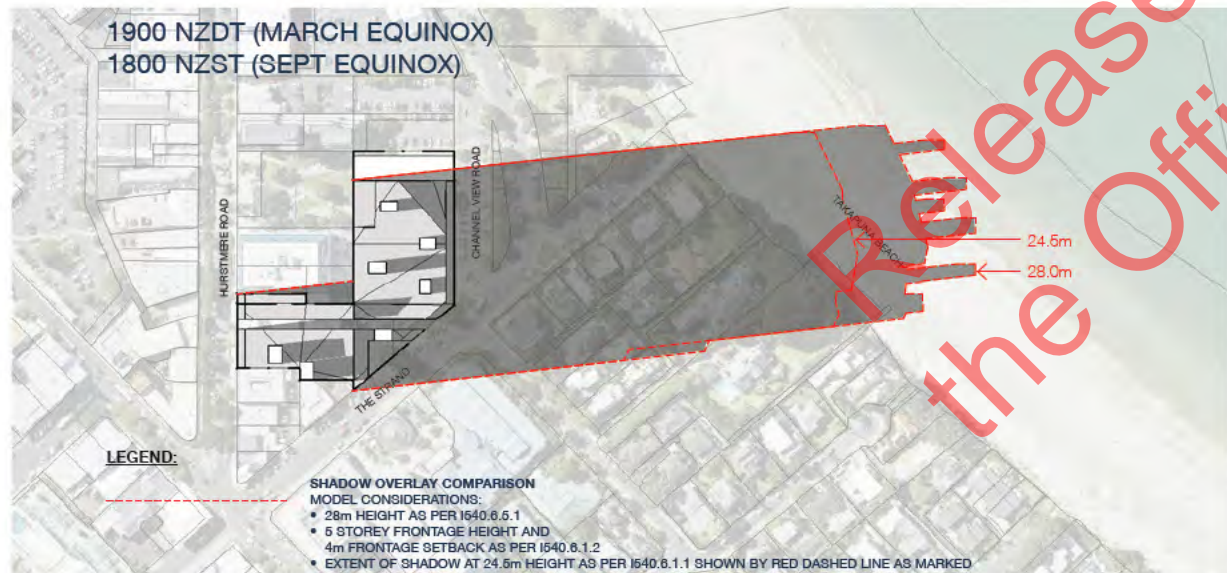 1900 NZDT (MARCH EQUINOX)
1800 NZST (SEPT EQUINOX)
HURSTMERE ROAD
CHANNEL VIEW ROAD
THE STRAND
TAKAPUNA BEACH
24.5m
28.0m
Release
the Offi
LEGEND:
SHADOW OVERLAY COMPARISON
MODEL CONSIDERATIONS:
• 28m HEIGHT AS PER I540.6.5.1
• 5 STOREY FRONTAGE HEIGHT AND
4m FRONTAGE SETBACK AS PER I540.6.1.2
• EXTENT OF SHADOW AT 24.5m HEIGHT AS PER I540.6.1.1 SHOWN BY RED DASHED LINE AS MARKED